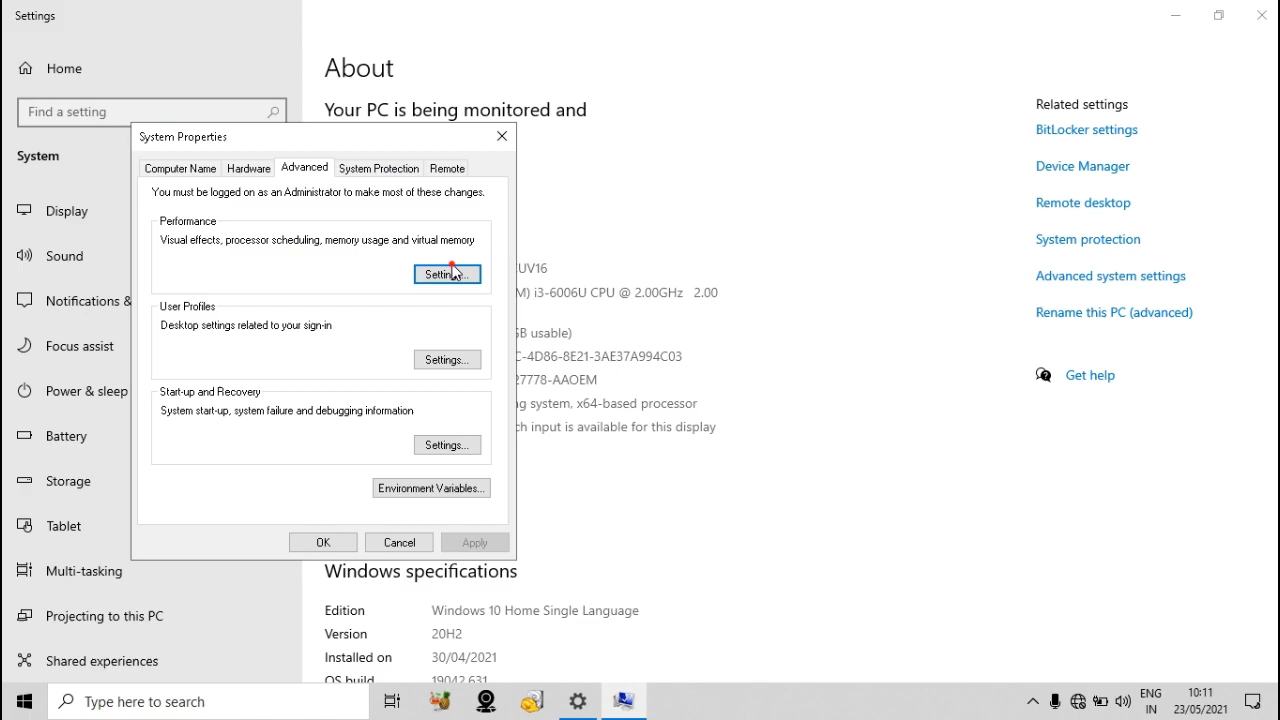 Settings
Home
Find a setting
System
Display
Sound
Notifications &
Focus assist
Power & sleep
Battery
Storage
Tablet
Multi-tasking
Projecting to this PC
Shared experiences
About
Your PC is being monitored and
System Properties
Computer Name
Hardware
Advanced
System Protection
Remote
You must be logged on as an Administrator to make most of these changes.
Performance
Visual effects, processor scheduling, memory usage and virtual memory
Settings...
User Profiles
Desktop settings related to your sign-in
Settings...
Start-up and Recovery
System start-up, system failure and debugging information
Settings...
Environment Variables...
OK
Cancel
Apply
UV16
M) i3-6006U CPU @ 2.00GHz 2.00
GB usable)
C-4D86-8E21-3AE37A994C03
27778-AAOEM
ng system, x64-based processor
ch input is available for this display
Windows specifications
Edition Windows 10 Home Single Language
Version 20H2
Installed on 30/04/2021
OS build 19042.631
Related settings
BitLocker settings
Device Manager
Remote desktop
System protection
Advanced system settings
Rename this PC (advanced)
Get help
Type here to search
ENG
IN
10:11
23/05/2021